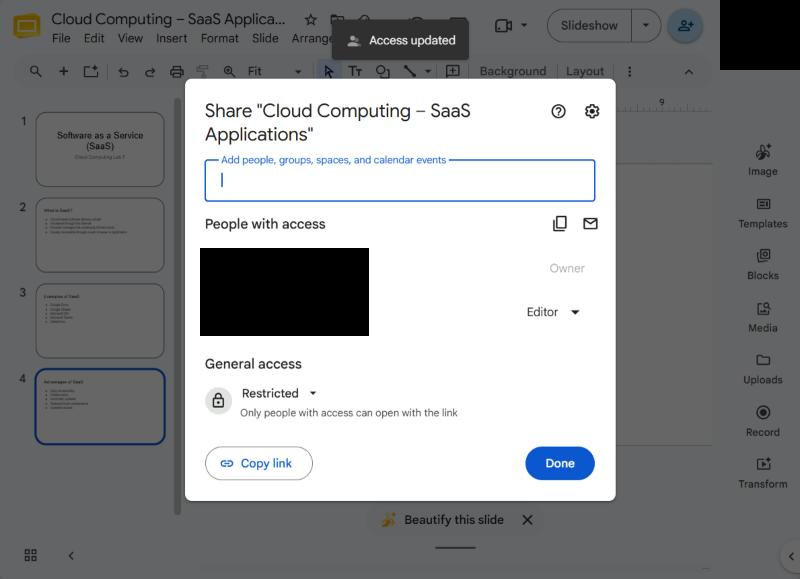 Cloud Computing – SaaS Applica...
File Edit View Insert Format Slide Arrange
Access updated
Slideshow
Fit
Background
Layout
Share "Cloud Computing – SaaS
Applications"
Add people, groups, spaces, and calendar events
People with access
Owner
Editor
General access
Restricted
Only people with access can open with the link
Copy link
Done
1
Software as a Service
(SaaS)
Cloud Computing Lab 7
2
What is SaaS?
3
Examples of SaaS
4
Advantages of SaaS
9
Image
Templates
Blocks
Media
Uploads
Record
Transform
Beautify this slide